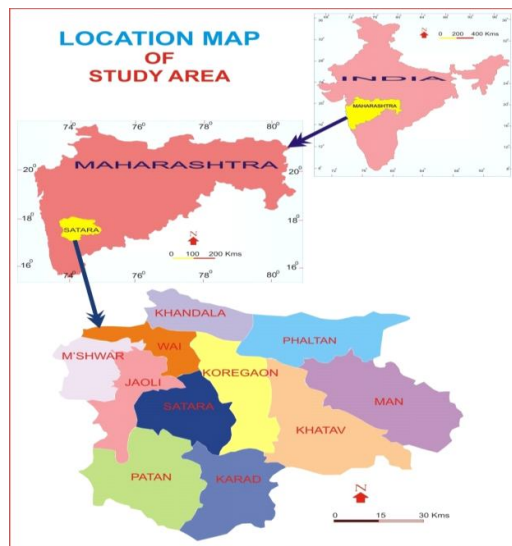 LOCATION MAP
OF
STUDY AREA
N
0 200 400 Kms
INDIA
MAHARASHTRA
74° 76° 78° 80°
20° 20°
MAHARASHTRA
18° 18°
SATARA
N
0 100 200 Kms
16° 16°
74° 76° 78° 80°
KHANDALA
WAI
PHALTAN
M'SHWAR
KOREGAON
JAOLI
MAN
SATARA
KHATAV
PATAN
KARAD
N
0 15 30 Kms